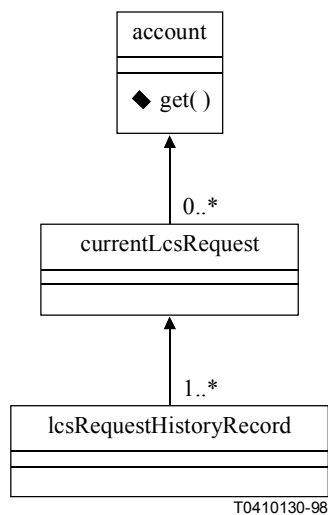 account
◆ get( )
0..*
currentLcsRequest
1..*
lcsRequestHistoryRecord
T0410130-98